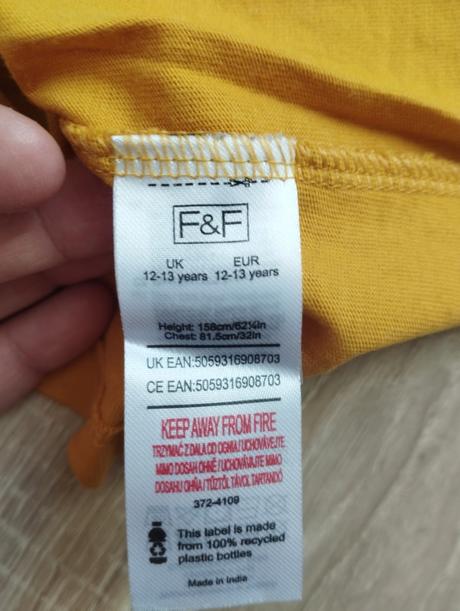 F&F
UK EUR
12-13 years 12-13 years
Height: 158cm/62¼in
Chest: 81.5cm/32in
UK EAN:5059316908703
CE EAN:5059316908703
KEEP AWAY FROM FIRE
TRZYMAĆ Z DALA OD OGNIA / UCHOVÁVEJTE
MIMO DOSAH OHNĚ / UCHOVÁVAJTE MIMO
DOSAHU OHŇA / TŰZTŐL TÁVOL TARTANDÓ
372-4109
This label is made
from 100% recycled
plastic bottles
Made in India